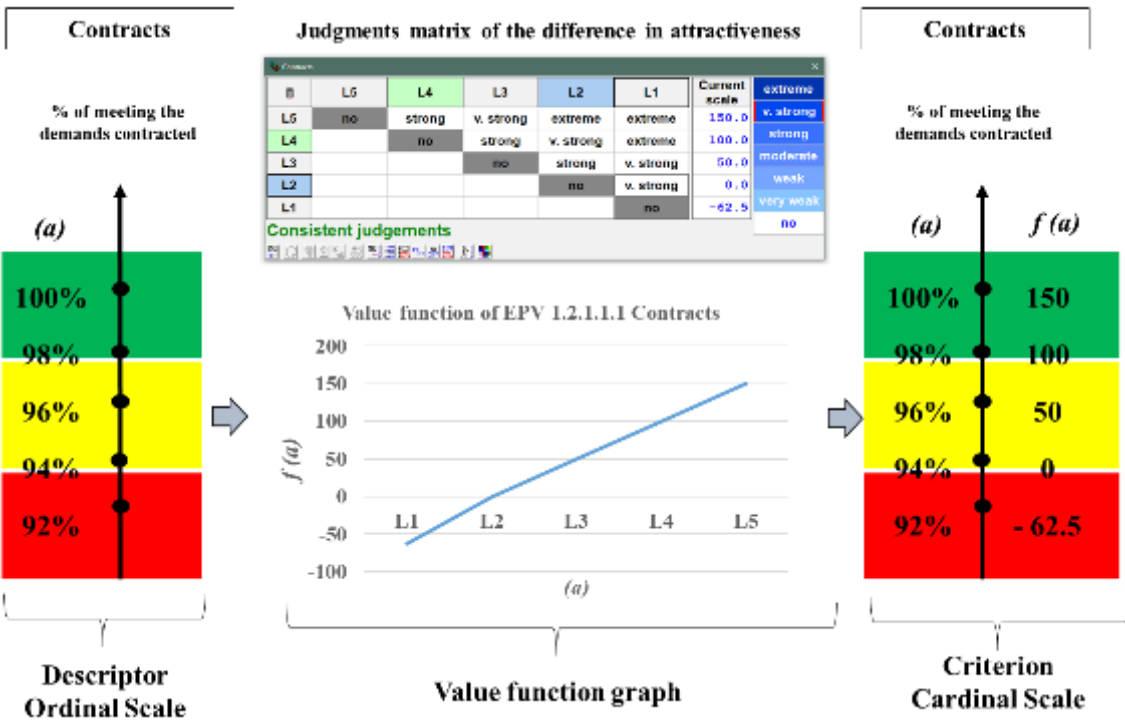 Contracts
% of meeting the
demands contracted
(a)
100%
98%
96%
94%
92%
Descriptor
Ordinal Scale
Judgments matrix of the difference in attractiveness
Contracts
L5 L4 L3 L2 L1 Current scale
L5 no strong v. strong extreme extreme 150.0
L4 no strong v. strong extreme 100.0
L3 no strong v. strong 50.0
L2 no v. strong 0.0
L1 no -62.5
extreme
v. strong
strong
moderate
weak
very weak
no
Consistent judgements
Value function of EPV 1.2.1.1.1 Contracts
200
150
100
50
0
-50
-100
f (a)
L1 L2 L3 L4 L5
(a)
Value function graph
Contracts
% of meeting the
demands contracted
(a) f (a)
100% 150
98% 100
96% 50
94% 0
92% - 62.5
Criterion
Cardinal Scale